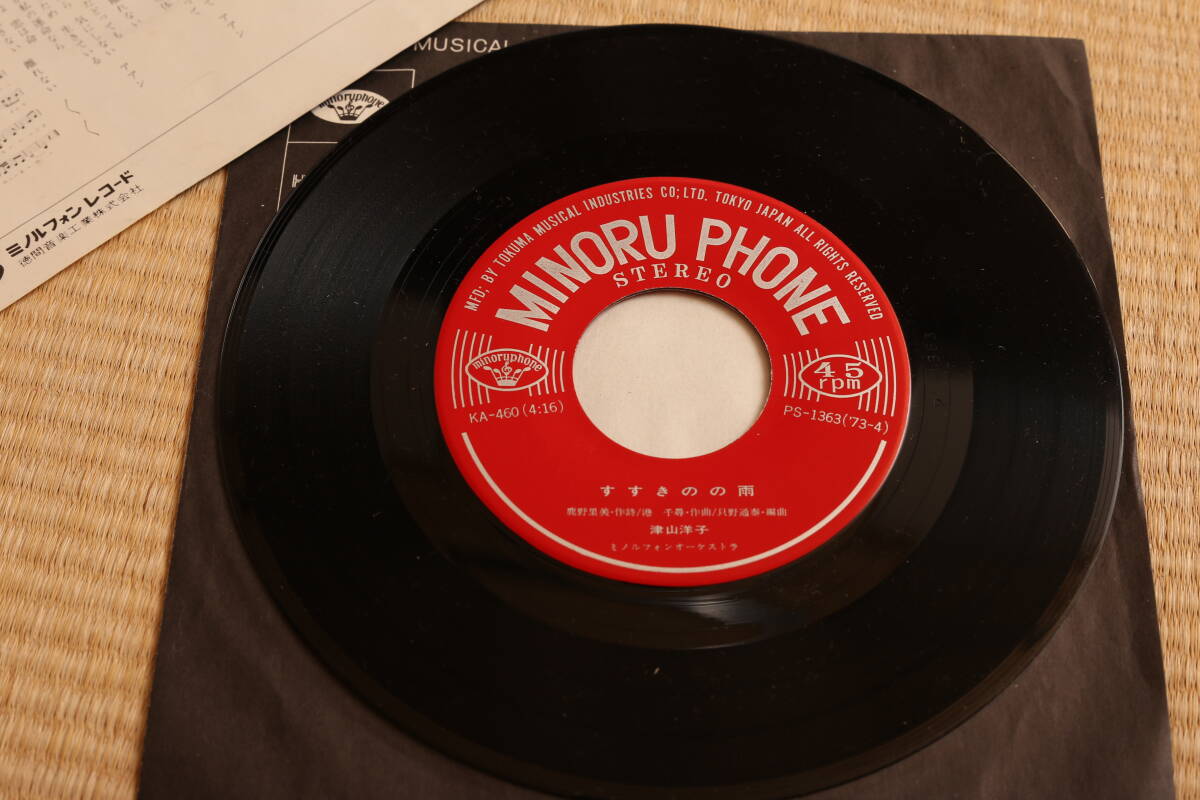 MUSICAL
minoryphone
ミノルフォンレコード
徳間音楽工業株式会社
MFD; BY TOKUMA MUSICAL INDUSTRIES CO; LTD. TOKYO JAPAN ALL RIGHTS RESERVED
MINORU PHONE
STEREO
minoryphone
45
rpm
KA-460 (4:16)
PS-1363('73-4)
すすきのの雨
鹿野里美・作詩/港 千尋・作曲/只野通泰・編曲
津山洋子
ミノルフォンオーケストラ